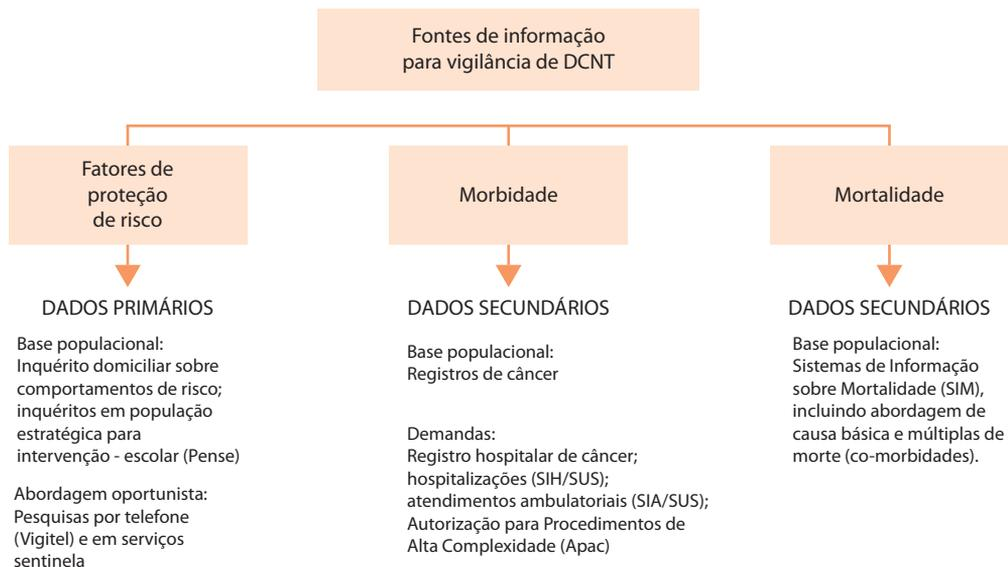 Fontes de informação
para vigilância de DCNT
Fatores de
proteção
de risco
DADOS PRIMÁRIOS
Base populacional:
Inquérito domiciliar sobre
comportamentos de risco;
inquéritos em população
estratégica para
intervenção - escolar (Pense)
Abordagem oportunista:
Pesquisas por telefone
(Vigitel) e em serviços
sentinela
Morbidade
DADOS SECUNDÁRIOS
Base populacional:
Registros de câncer
Demandas:
Registro hospitalar de câncer;
hospitalizações (SIH/SUS);
atendimentos ambulatoriais (SIA/SUS);
Autorização para Procedimentos de
Alta Complexidade (Apac)
Mortalidade
DADOS SECUNDÁRIOS
Base populacional:
Sistemas de Informação
sobre Mortalidade (SIM),
incluindo abordagem de
causa básica e múltiplas de
morte (co-morbidades).